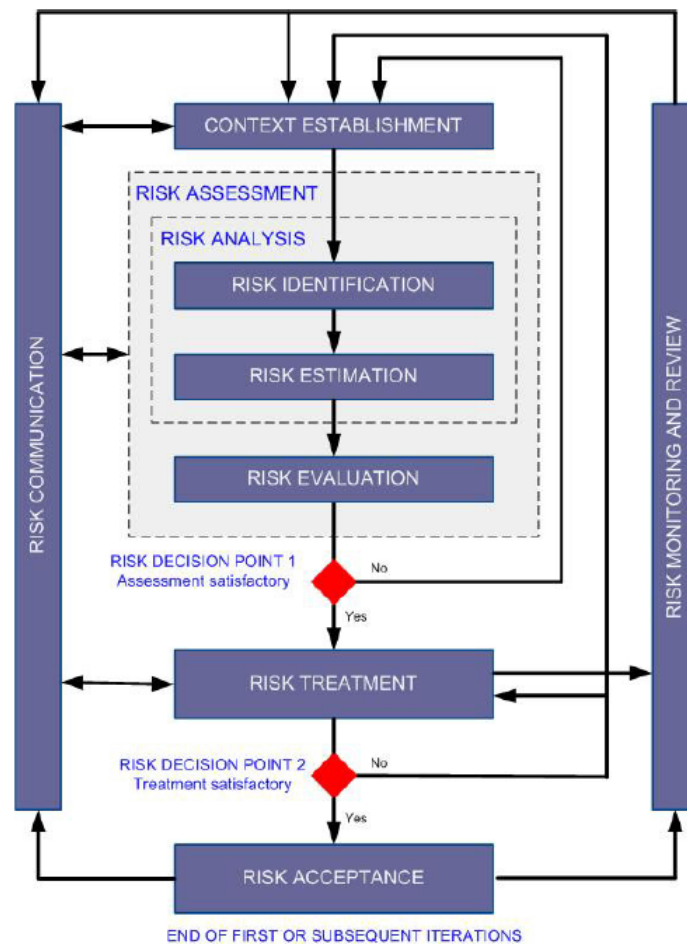 CONTEXT ESTABLISHMENT
RISK ASSESSMENT
RISK ANALYSIS
RISK IDENTIFICATION
RISK ESTIMATION
RISK EVALUATION
RISK COMMUNICATION
RISK MONITORING AND REVIEW
RISK DECISION POINT 1
Assessment satisfactory
No
Yes
RISK TREATMENT
RISK DECISION POINT 2
Treatment satisfactory
No
Yes
RISK ACCEPTANCE
END OF FIRST OR SUBSEQUENT ITERATIONS